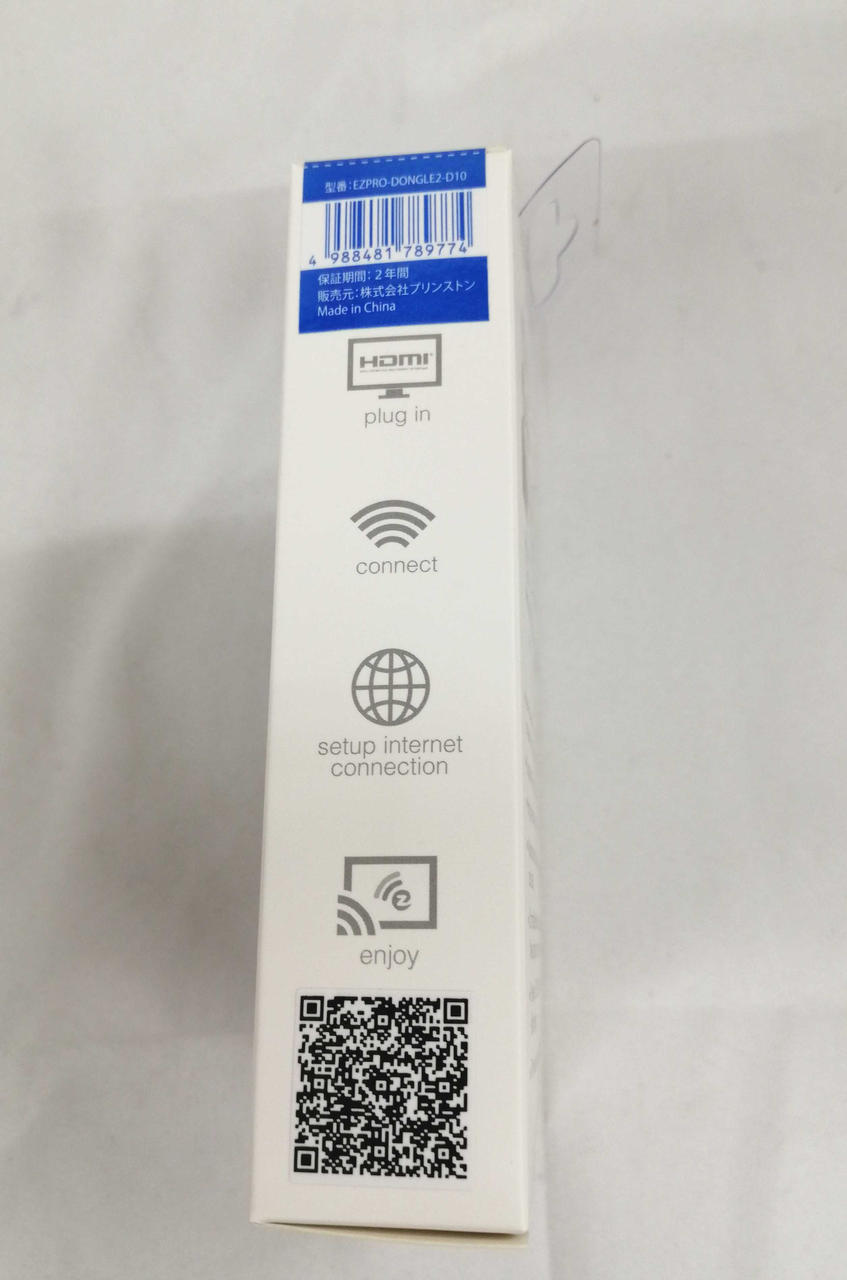 型番:EZPRO-DONGLE2-D10
4 988481 789774
保証期間:2年間
販売元:株式会社プリンストン
Made in China
HDMI
plug in
connect
setup internet
connection
enjoy